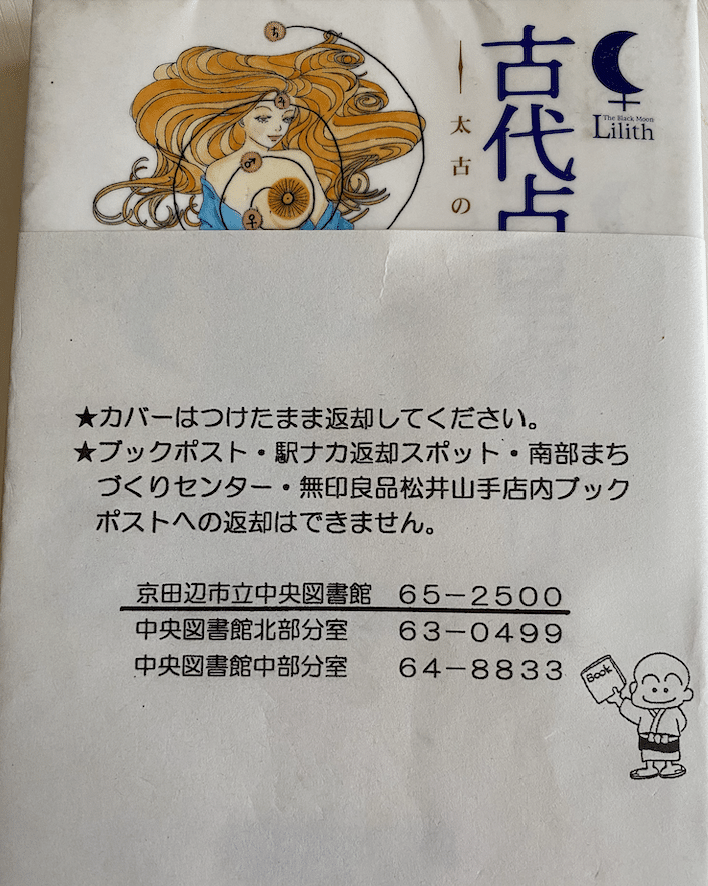 古代占
太古の
The Black Moon
Lilith
★カバーはつけたまま返却してください。
★ブックポスト・駅ナカ返却スポット・南部まち
づくりセンター・無印良品松井山手店内ブック
ポストへの返却はできません。
京田辺市立中央図書館 65-2500
中央図書館北部分室 63-0499
中央図書館中部分室 64-8833
Book